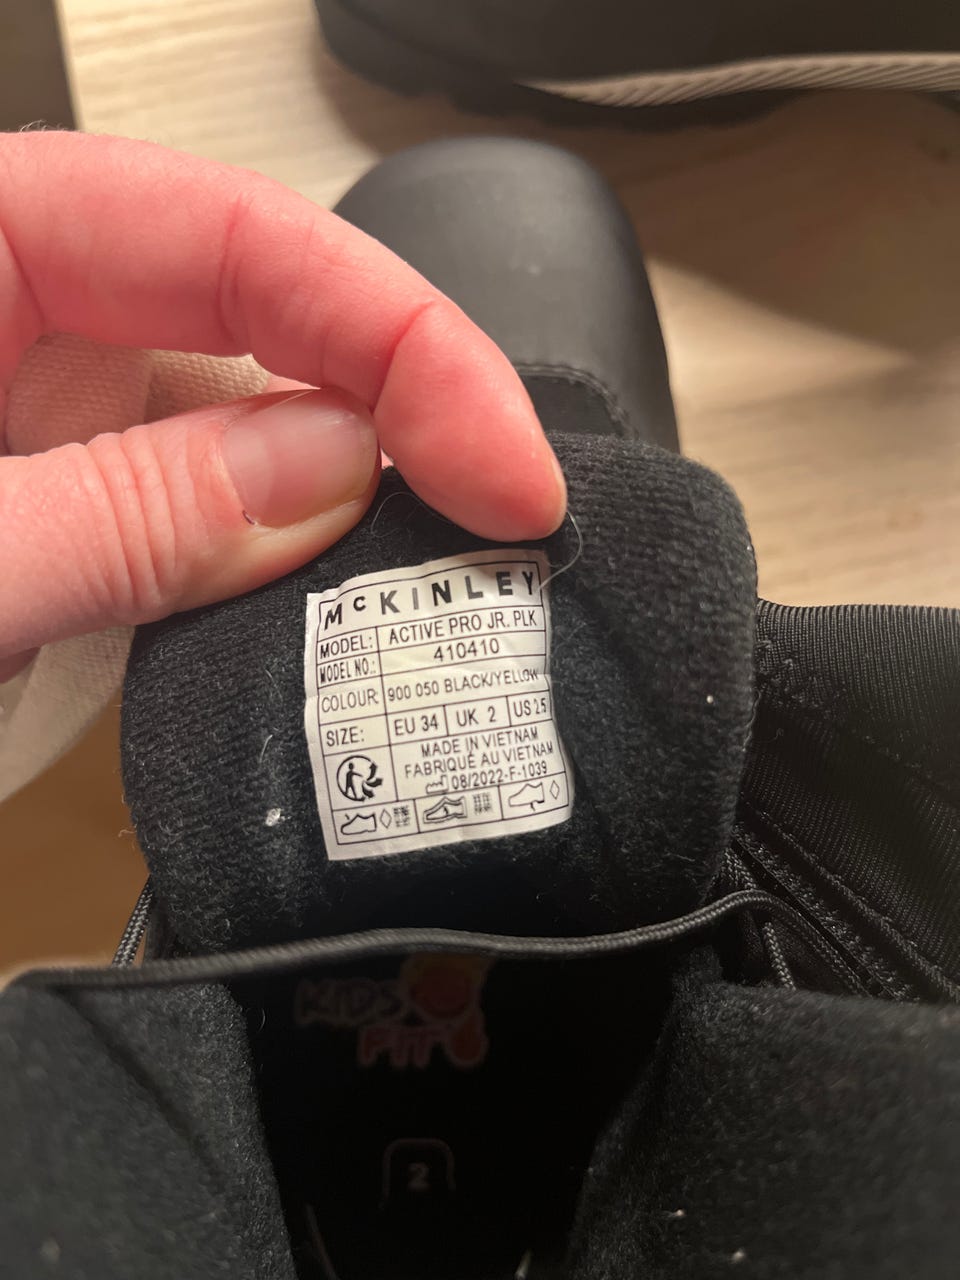 McKINLEY
MODEL: ACTIVE PRO JR. PLK
MODEL NO.: 410410
COLOUR: 900 050 BLACK/YELLOW
SIZE: EU 34 UK 2 US 2.5
MADE IN VIETNAM
FABRIQUÉ AU VIETNAM
08/2022-F-1039
KIDS
FIT
2